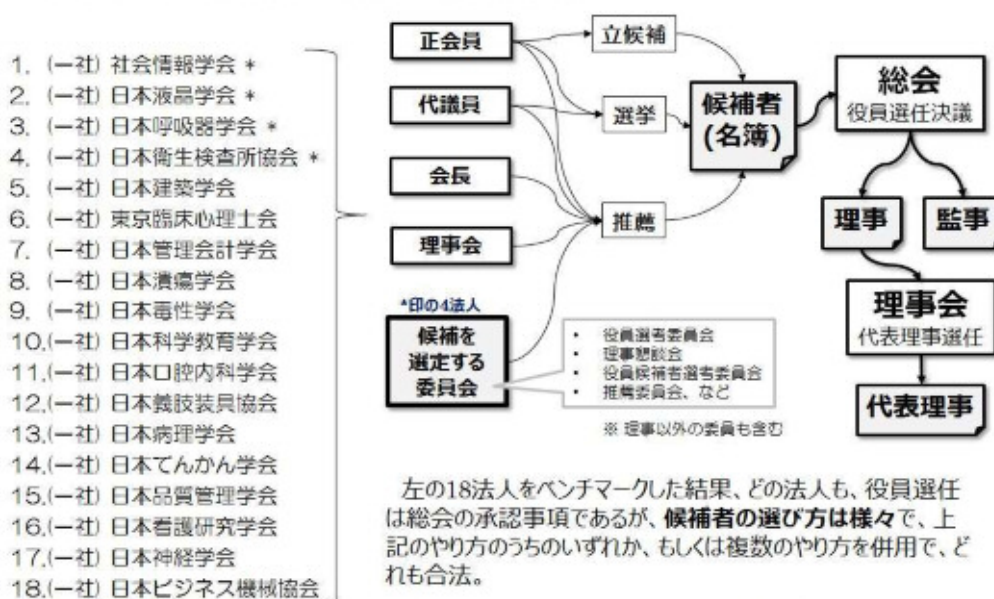 1. (一社) 社会情報学会 *
2. (一社) 日本液晶学会 *
3. (一社) 日本呼吸器学会 *
4. (一社) 日本衛生検査所協会 *
5. (一社) 日本建築学会
6. (一社) 東京臨床心理士会
7. (一社) 日本管理会計学会
8. (一社) 日本潰瘍学会
9. (一社) 日本毒性学会
10.(一社) 日本科学教育学会
11.(一社) 日本口腔内科学会
12.(一社) 日本義肢装具協会
13.(一社) 日本病理学会
14.(一社) 日本てんかん学会
15.(一社) 日本品質管理学会
16.(一社) 日本看護研究学会
17.(一社) 日本神経学会
18.(一社) 日本ビジネス機械協会
正会員
代議員
会長
理事会
*印の4法人
候補を
選定する
委員会
立候補
選挙
推薦
候補者
(名簿)
総会
役員選任決議
理事
監事
理事会
代表理事選任
代表理事
・ 役員選考委員会
・ 理事懇談会
・ 役員候補者選考委員会
・ 推薦委員会、など
※ 理事以外の委員も含む
左の18法人をベンチマークした結果、どの法人も、役員選任
は総会の承認事項であるが、候補者の選び方は様々で、上
記のやり方のうちのいずれか、もしくは複数のやり方を併用で、ど
れも合法。